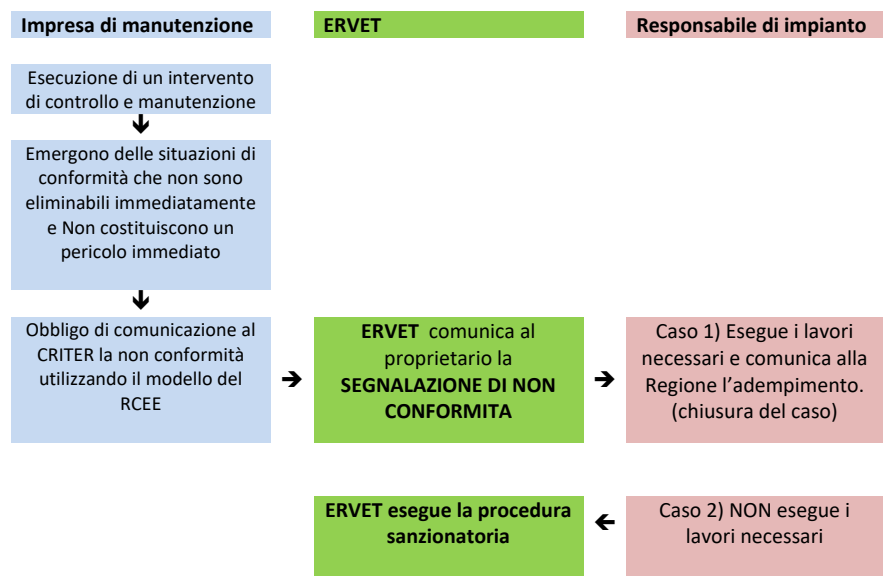 Impresa di manutenzione
ERVET
Responsabile di impianto
Esecuzione di un intervento
di controllo e manutenzione
🡻
Emergono delle situazioni di
conformità che non sono
eliminabili immediatamente
e Non costituiscono un
pericolo immediato
🡻
Obbligo di comunicazione al
CRITER la non conformità
utilizzando il modello del
RCEE
➔
ERVET comunica al
proprietario la
SEGNALAZIONE DI NON
CONFORMITA
➔
Caso 1) Esegue i lavori
necessari e comunica alla
Regione l'adempimento.
(chiusura del caso)
ERVET esegue la procedura
sanzionatoria
🡸
Caso 2) NON esegue i
lavori necessari